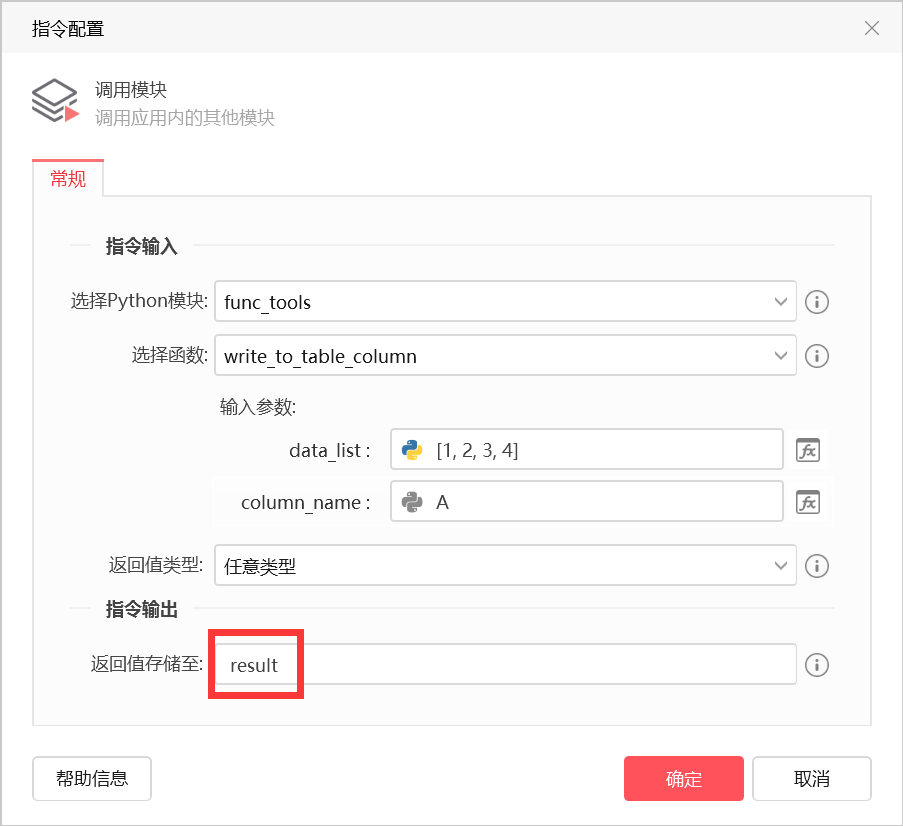 指令配置
调用模块
调用应用内的其他模块
常规
指令输入
选择Python模块: func_tools
选择函数: write_to_table_column
输入参数:
data_list : [1, 2, 3, 4] fx
column_name : A fx
返回值类型: 任意类型
指令输出
返回值存储至: result
帮助信息 确定 取消